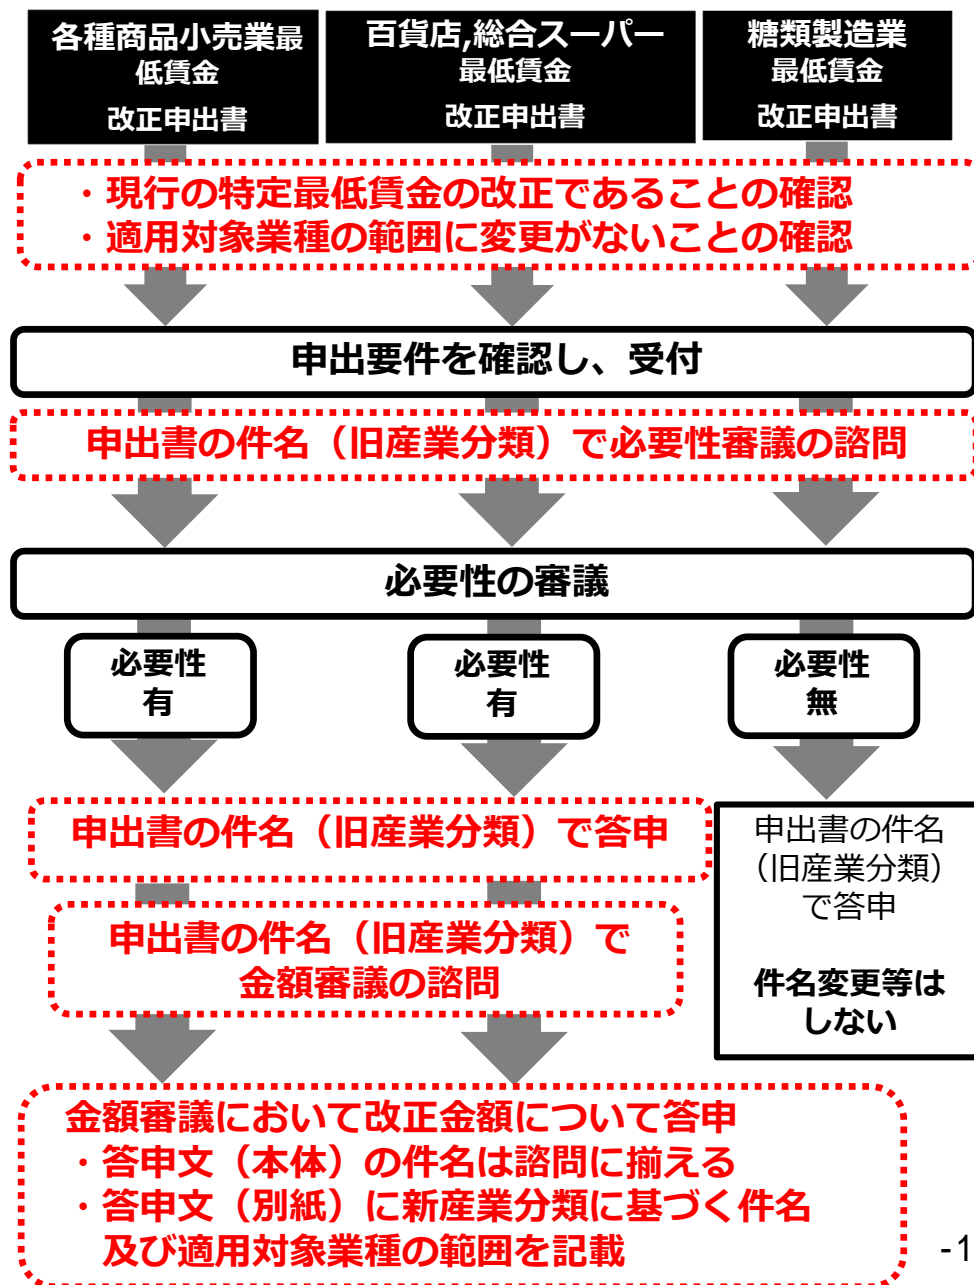 各種商品小売業最
低賃金
改正申出書
百貨店,総合スーパー
最低賃金
改正申出書
糖類製造業
最低賃金
改正申出書
・現行の特定最低賃金の改正であることの確認
・適用対象業種の範囲に変更がないことの確認
申出要件を確認し、受付
申出書の件名（旧産業分類）で必要性審議の諮問
必要性の審議
必要性
有
必要性
有
必要性
無
申出書の件名（旧産業分類）で答申
申出書の件名（旧産業分類）で
金額審議の諮問
申出書の件名
（旧産業分類）
で答申
件名変更等は
しない
金額審議において改正金額について答申
・答申文（本体）の件名は諮問に揃える
・答申文（別紙）に新産業分類に基づく件名
及び適用対象業種の範囲を記載
-1